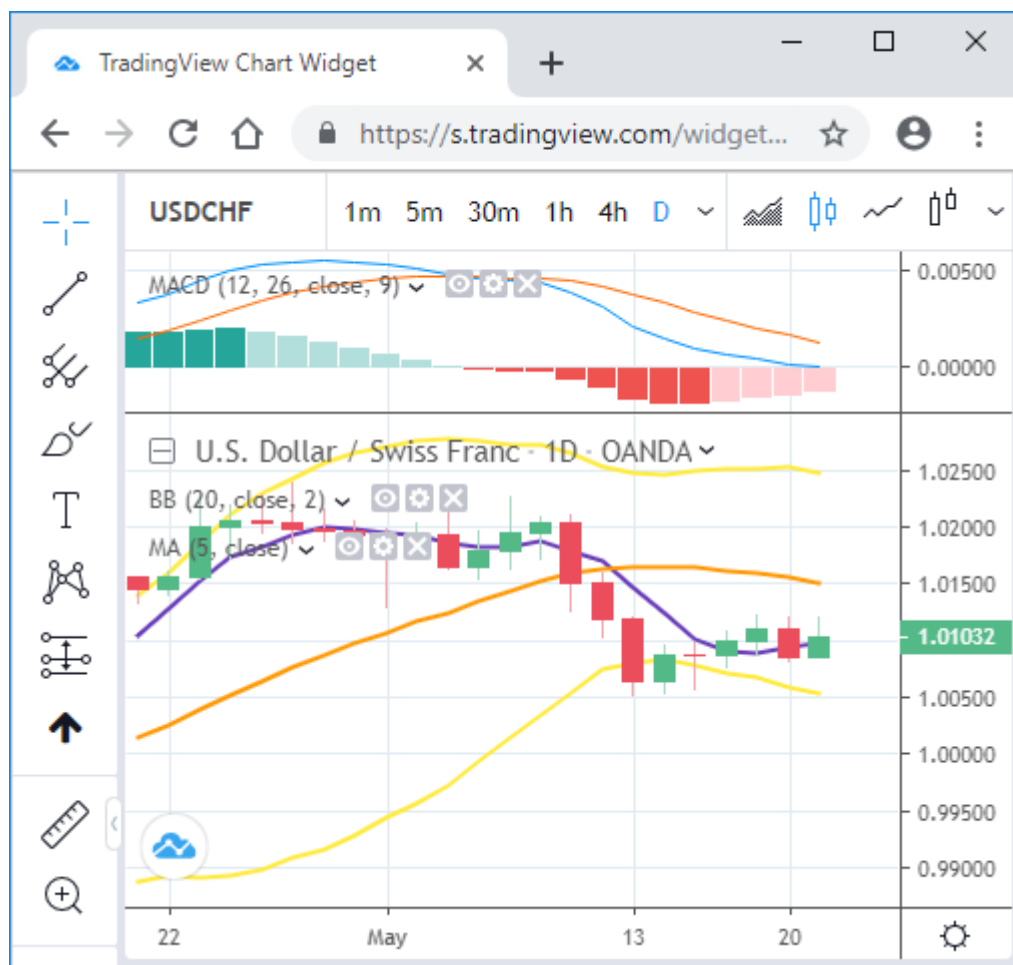 TradingView Chart Widget
https://s.tradingview.com/widget...
USDCHF 1m 5m 30m 1h 4h D
MACD (12, 26, close, 9)
0.00500
0.00000
U.S. Dollar / Swiss Franc · 1D · OANDA
BB (20, close, 2)
MA (5, close)
1.02500
1.02000
1.01500
1.01032
1.00500
1.00000
0.99500
0.99000
22 May 13 20